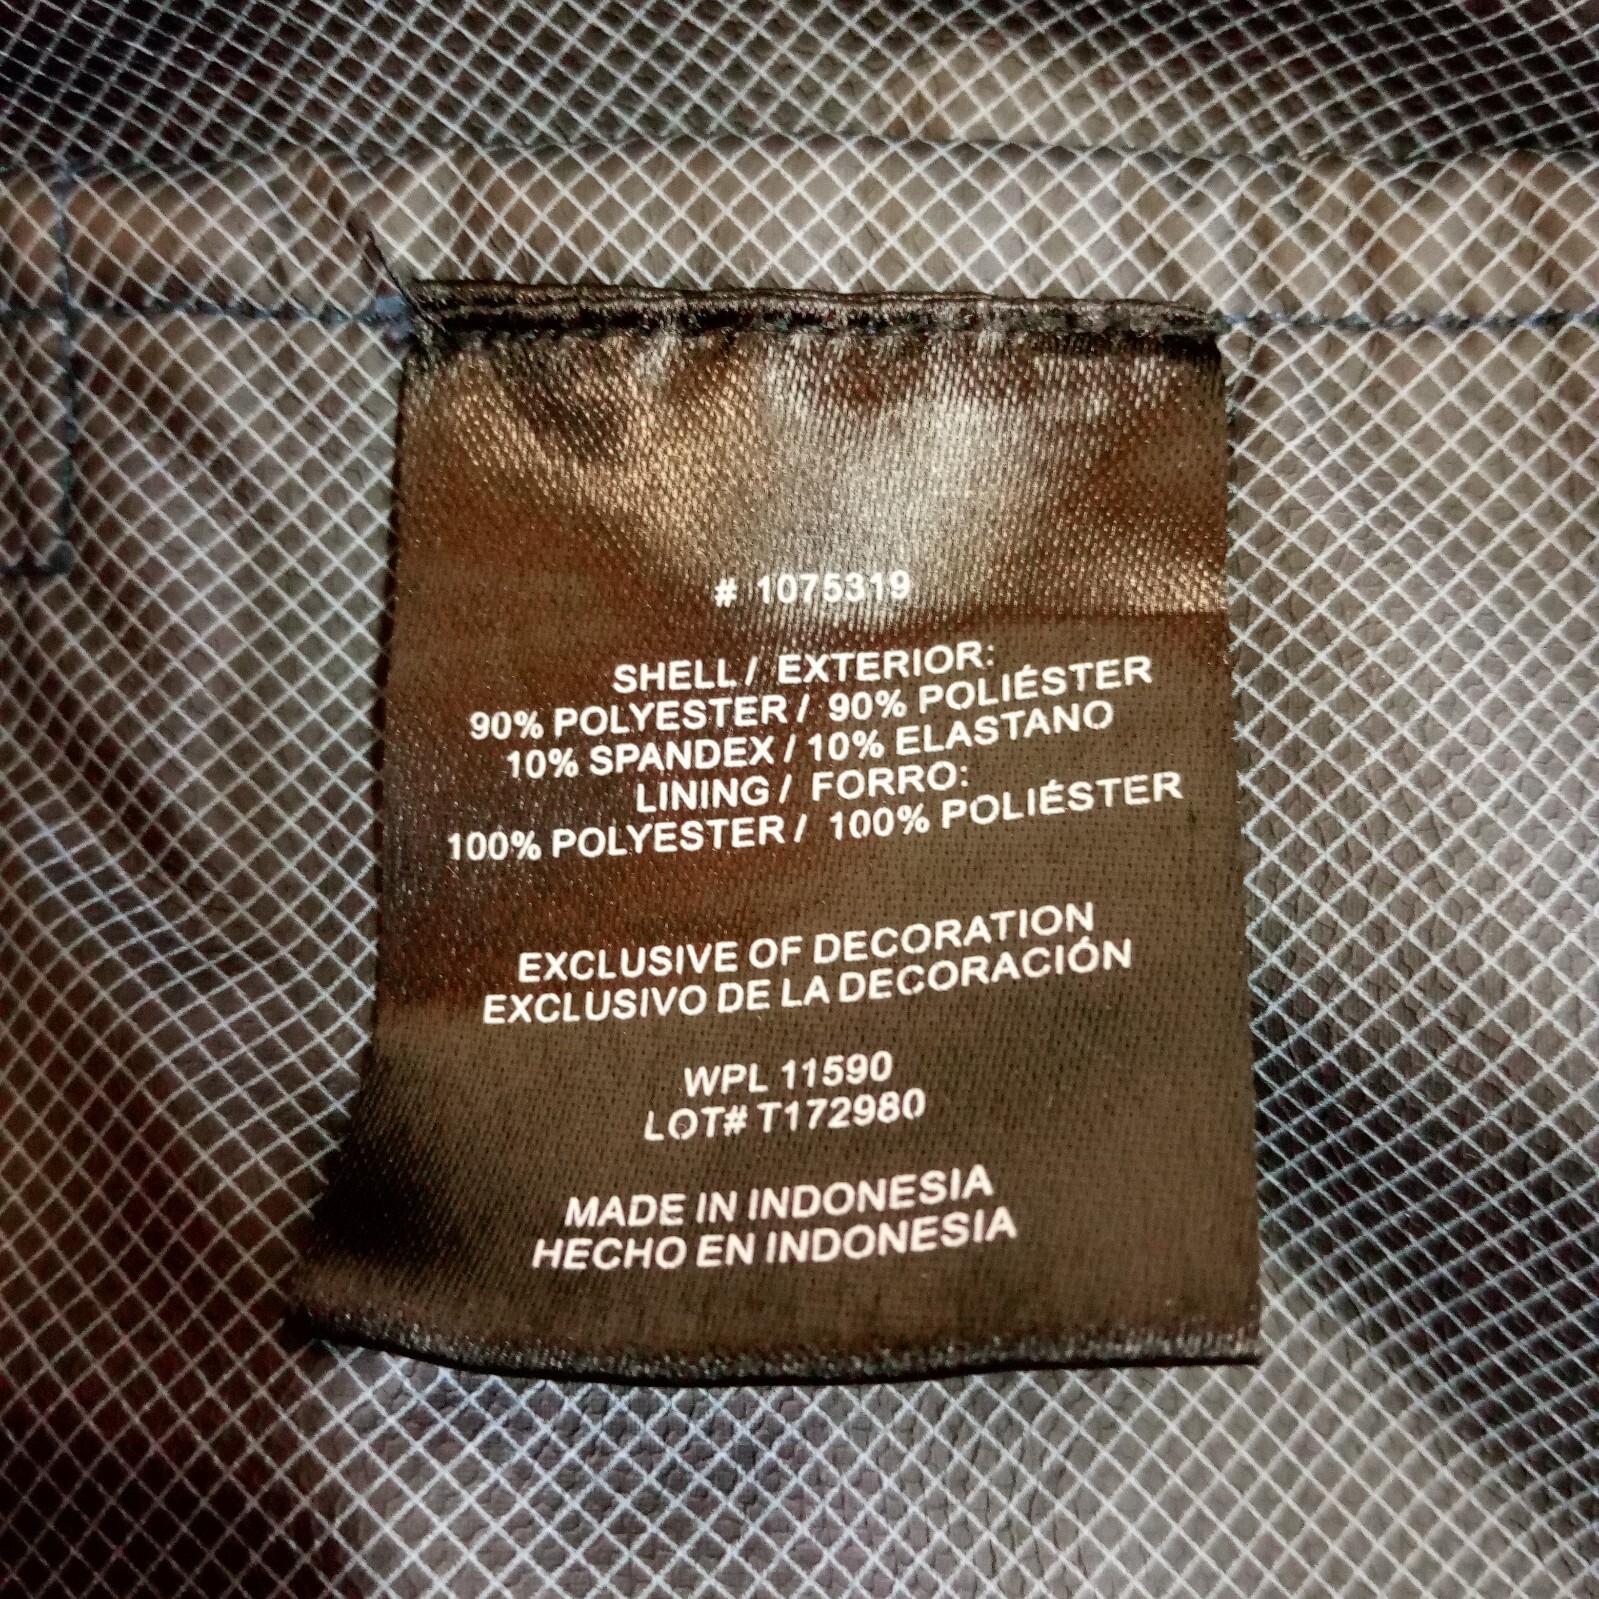 # 1075319
SHELL / EXTERIOR:
90% POLYESTER / 90% POLIÉSTER
10% SPANDEX / 10% ELASTANO
LINING / FORRO:
100% POLYESTER / 100% POLIÉSTER
EXCLUSIVE OF DECORATION
EXCLUSIVO DE LA DECORACIÓN
WPL 11590
LOT# T172980
MADE IN INDONESIA
HECHO EN INDONESIA